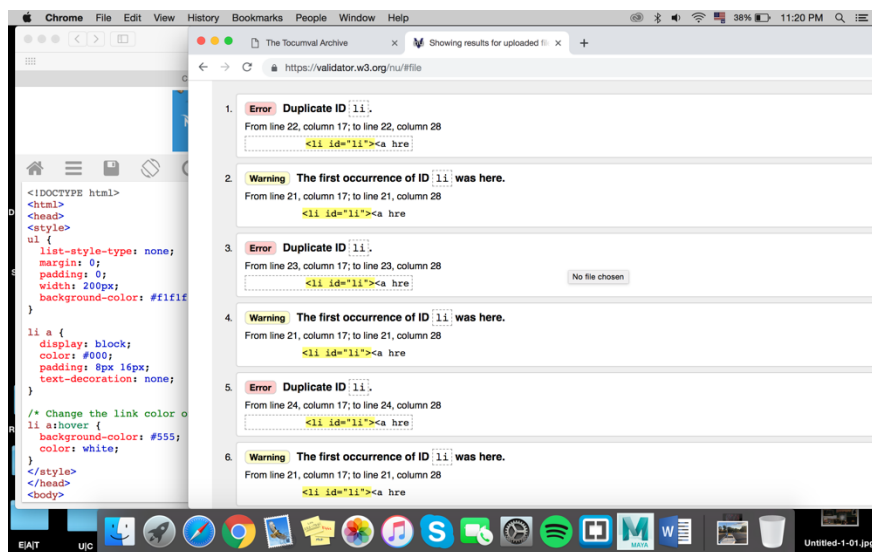 Chrome File Edit View History Bookmarks People Window Help 38% 11:20 PM
The Tocumval Archive
Showing results for uploaded fil
https://validator.w3.org/nu/#file
1. Error Duplicate ID li.
From line 22, column 17; to line 22, column 28
<li id="li"><a hre
2. Warning The first occurrence of ID li was here.
From line 21, column 17; to line 21, column 28
<li id="li"><a hre
3. Error Duplicate ID li.
From line 23, column 17; to line 23, column 28
<li id="li"><a hre
No file chosen
4. Warning The first occurrence of ID li was here.
From line 21, column 17; to line 21, column 28
<li id="li"><a hre
5. Error Duplicate ID li.
From line 24, column 17; to line 24, column 28
<li id="li"><a hre
6. Warning The first occurrence of ID li was here.
From line 21, column 17; to line 21, column 28
<li id="li"><a hre
<!DOCTYPE html>
<html>
<head>
<style>
ul {
list-style-type: none;
margin: 0;
padding: 0;
width: 200px;
background-color: #f1f1f
}
li a {
display: block;
color: #000;
padding: 8px 16px;
text-decoration: none;
}
/* Change the link color o
li a:hover {
background-color: #555;
color: white;
}
</style>
</head>
<body>
E|A|T
U|C
MAYA
Untitled-1-01.jpg